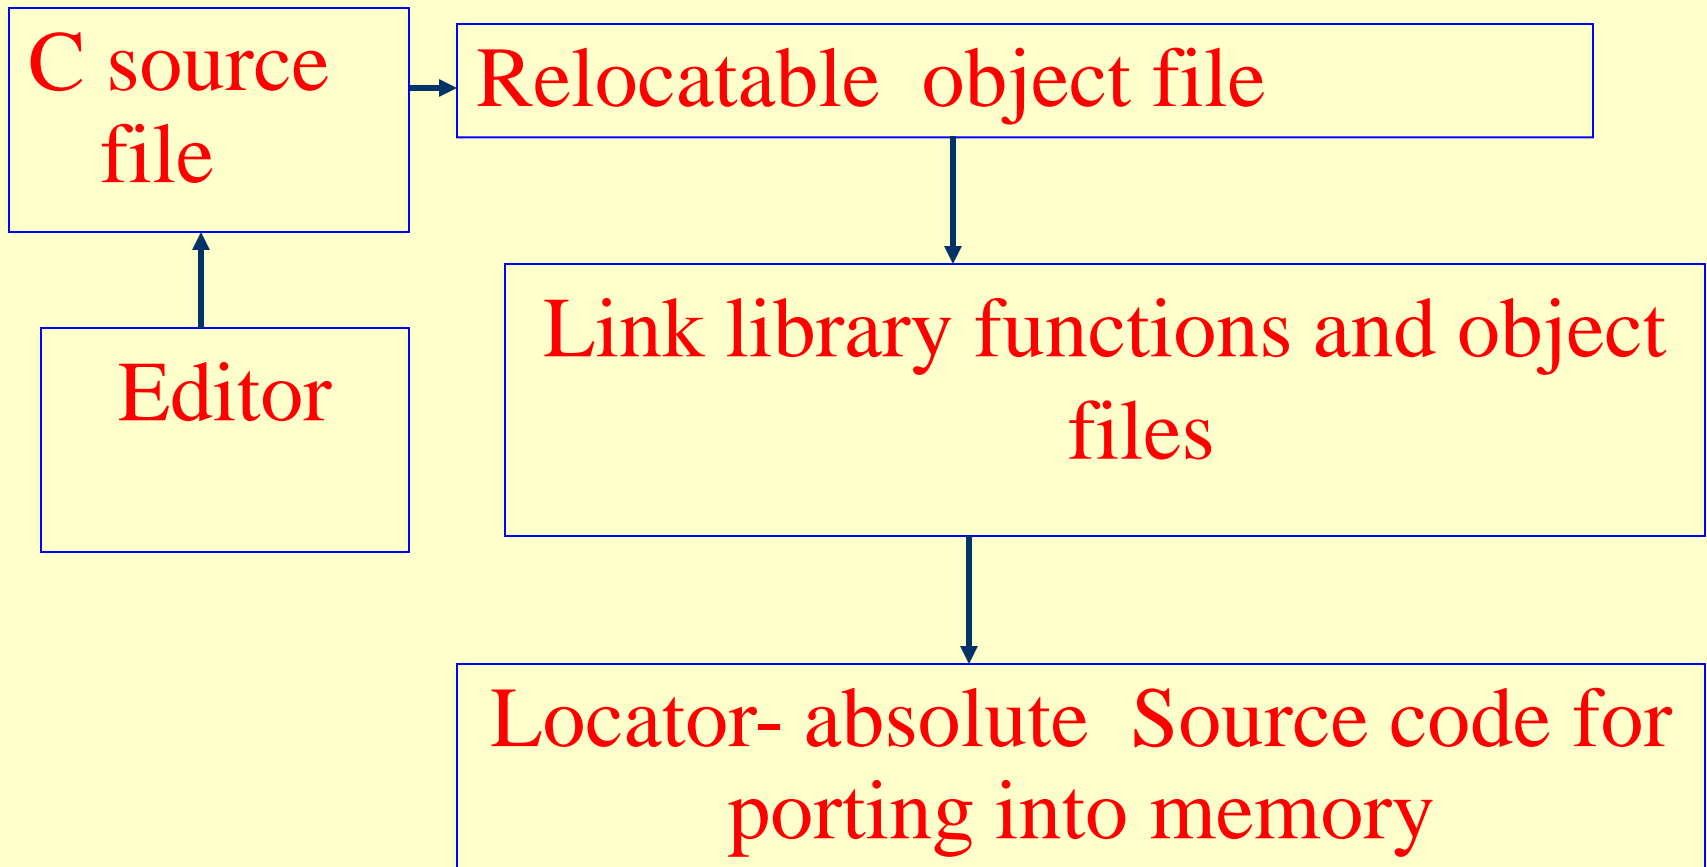 C source
file
Relocatable object file
Editor
Link library functions and object
files
Locator- absolute Source code for
porting into memory